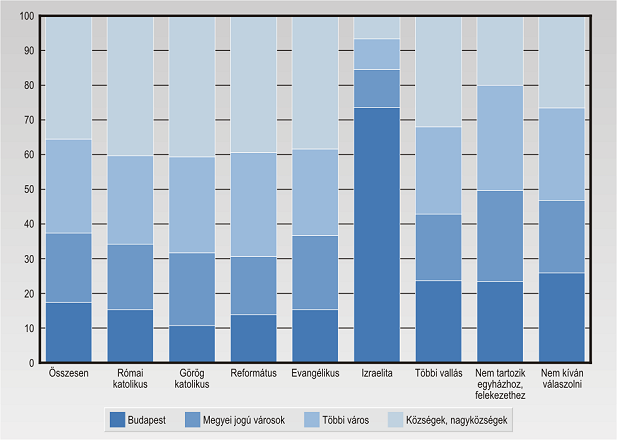 100
90
80
70
60
50
40
30
20
10
0
Összesen
Római
katolikus
Görög
katolikus
Református
Evangélikus
Izraelita
Többi vallás
Nem tartozik
egyházhoz,
felekezethez
Nem kíván
válaszolni
Budapest
Megyei jogú városok
Többi város
Községek, nagyközségek